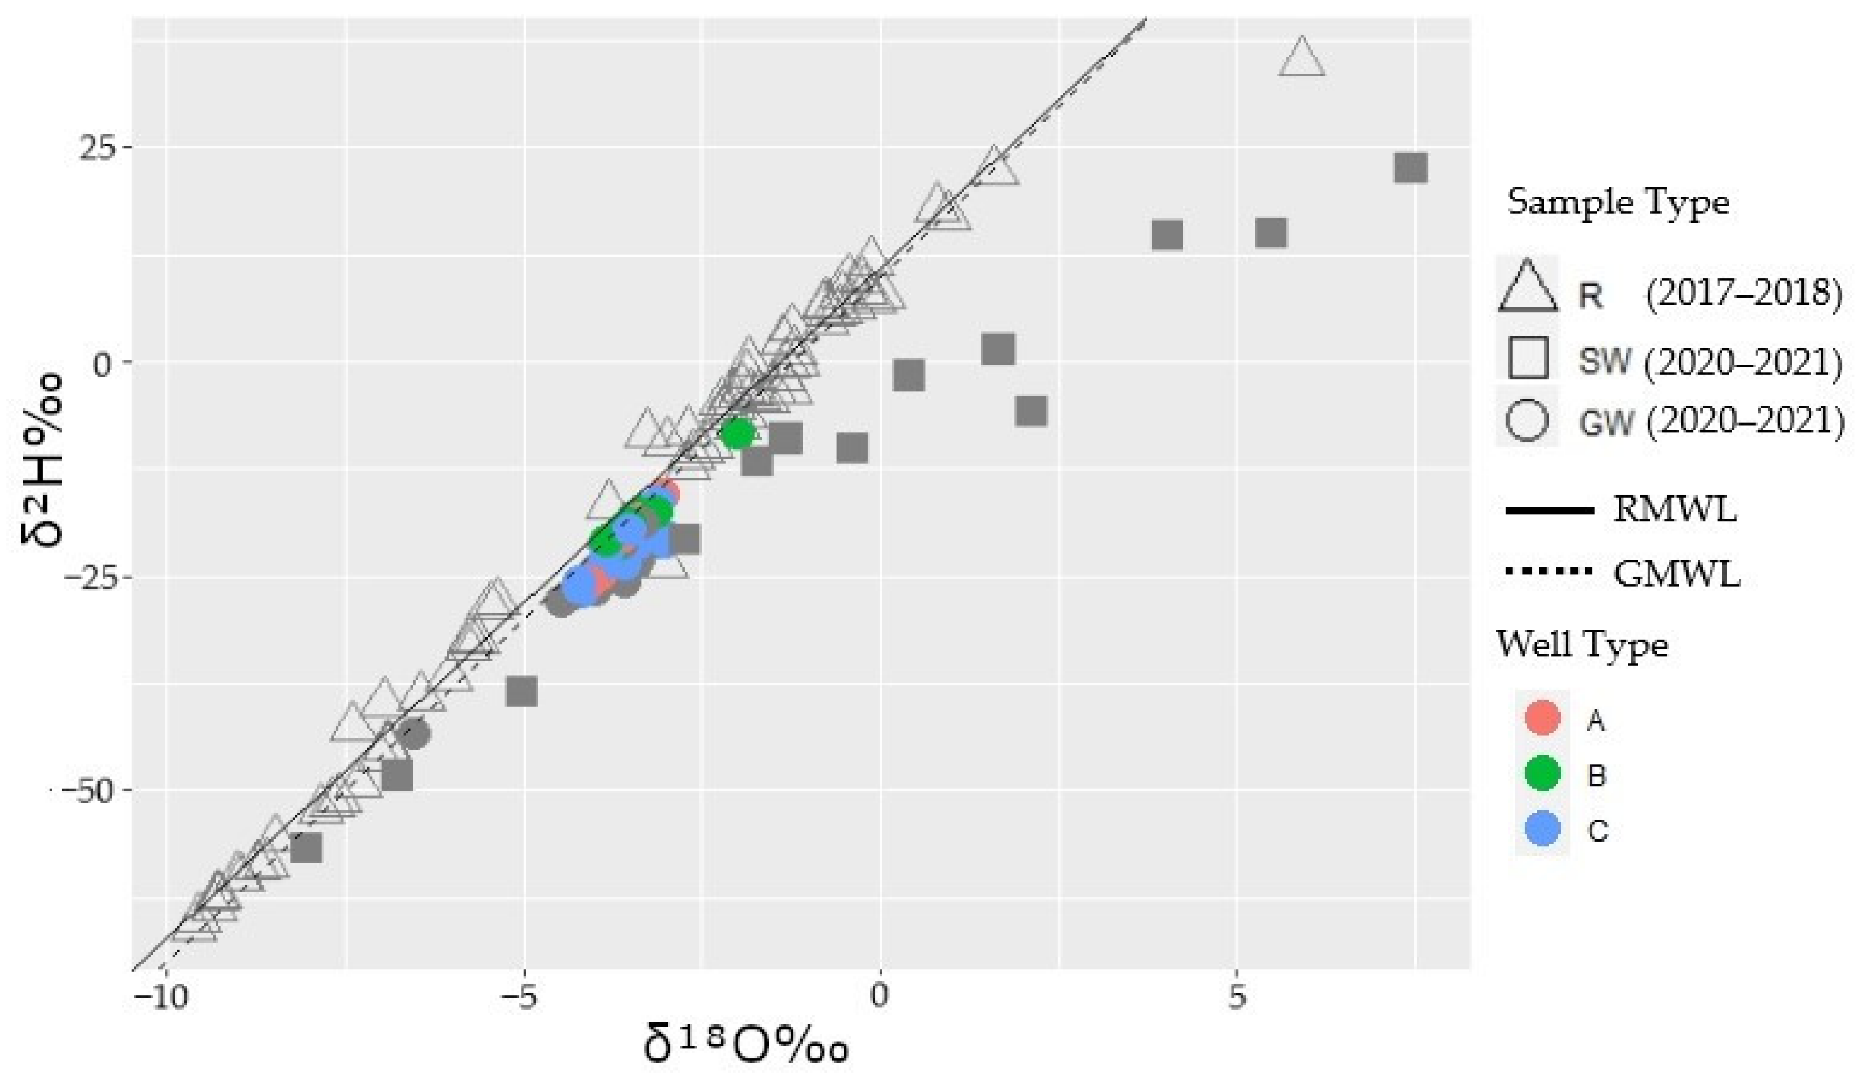 δ²H‰
25
0
−25
−50
−10
−5
0
5
δ¹⁸O‰
Sample Type
R (2017–2018)
SW (2020–2021)
GW (2020–2021)
RMWL
GMWL
Well Type
A
B
C